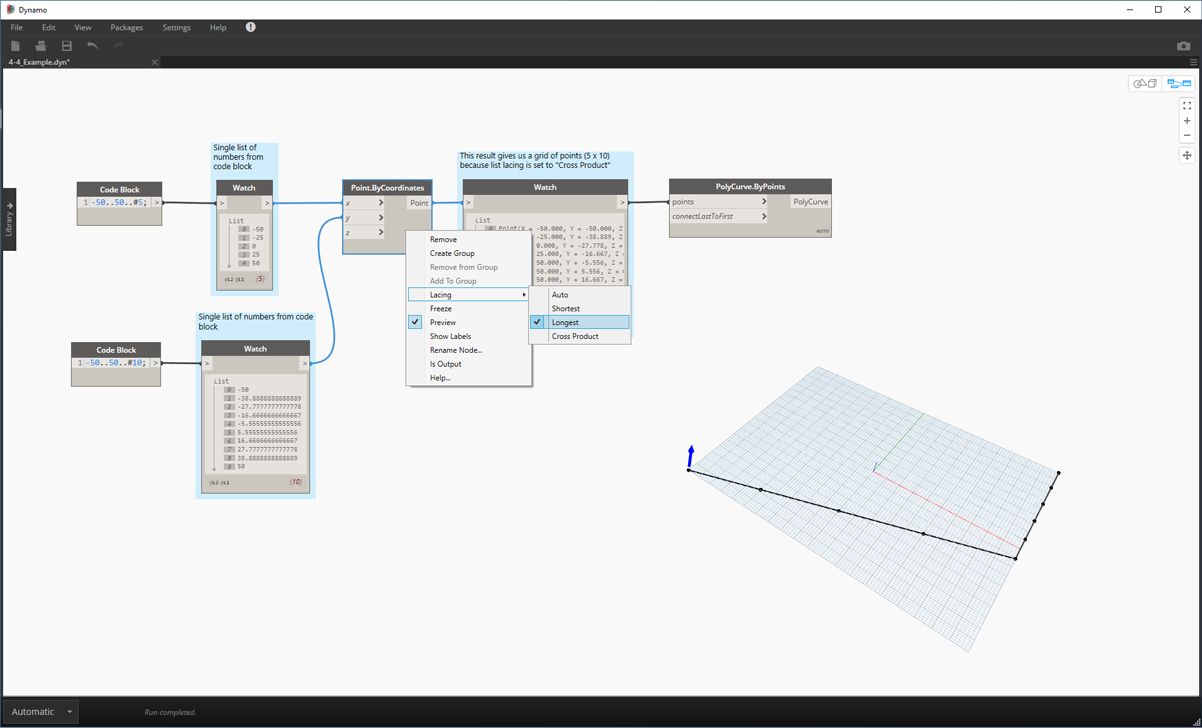 Dynamo
File Edit View Packages Settings Help
4-4_Example.dyn*
Library
Single list of
numbers from
code block
This result gives us a grid of points (5 x 10)
because list lacing is set to "Cross Product"
Code Block
1 -50..50..#5; >
Watch
> >
List
0 -50
1 -25
2 0
3 25
4 50
@L2 @L1 {5}
Point.ByCoordinates
x > Point
y >
z >
Watch
> >
List
0 Point(X = -50.000, Y = -50.000, Z
-25.000, Y = -38.889, Z
0.000, Y = -27.778, Z =
25.000, Y = -16.667, Z
50.000, Y = -5.556, Z =
50.000, Y = 5.556, Z =
50.000, Y = 16.667, Z
PolyCurve.ByPoints
points > PolyCurve
connectLastToFirst >
AUTO
Remove
Create Group
Remove from Group
Add To Group
Lacing
Freeze
Preview
Show Labels
Rename Node...
Is Output
Help...
Auto
Shortest
Longest
Cross Product
Single list of numbers from code
block
Code Block
1 -50..50..#10; >
Watch
> >
List
0 -50
1 -38.8888888888889
2 -27.7777777777778
3 -16.6666666666667
4 -5.55555555555556
5 5.55555555555556
6 16.6666666666667
7 27.7777777777778
8 38.8888888888889
9 50
@L2 @L1 {10}
Automatic
Run completed.